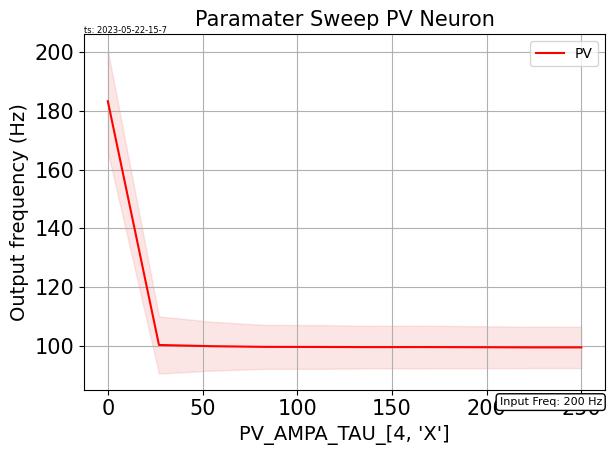 Paramater Sweep PV Neuron
ts: 2023-05-22-15-7
PV
Output frequency (Hz)
200
180
160
140
120
100
0 50 100 150 200 250
Input Freq: 200 Hz
PV_AMPA_TAU_[4, 'X']